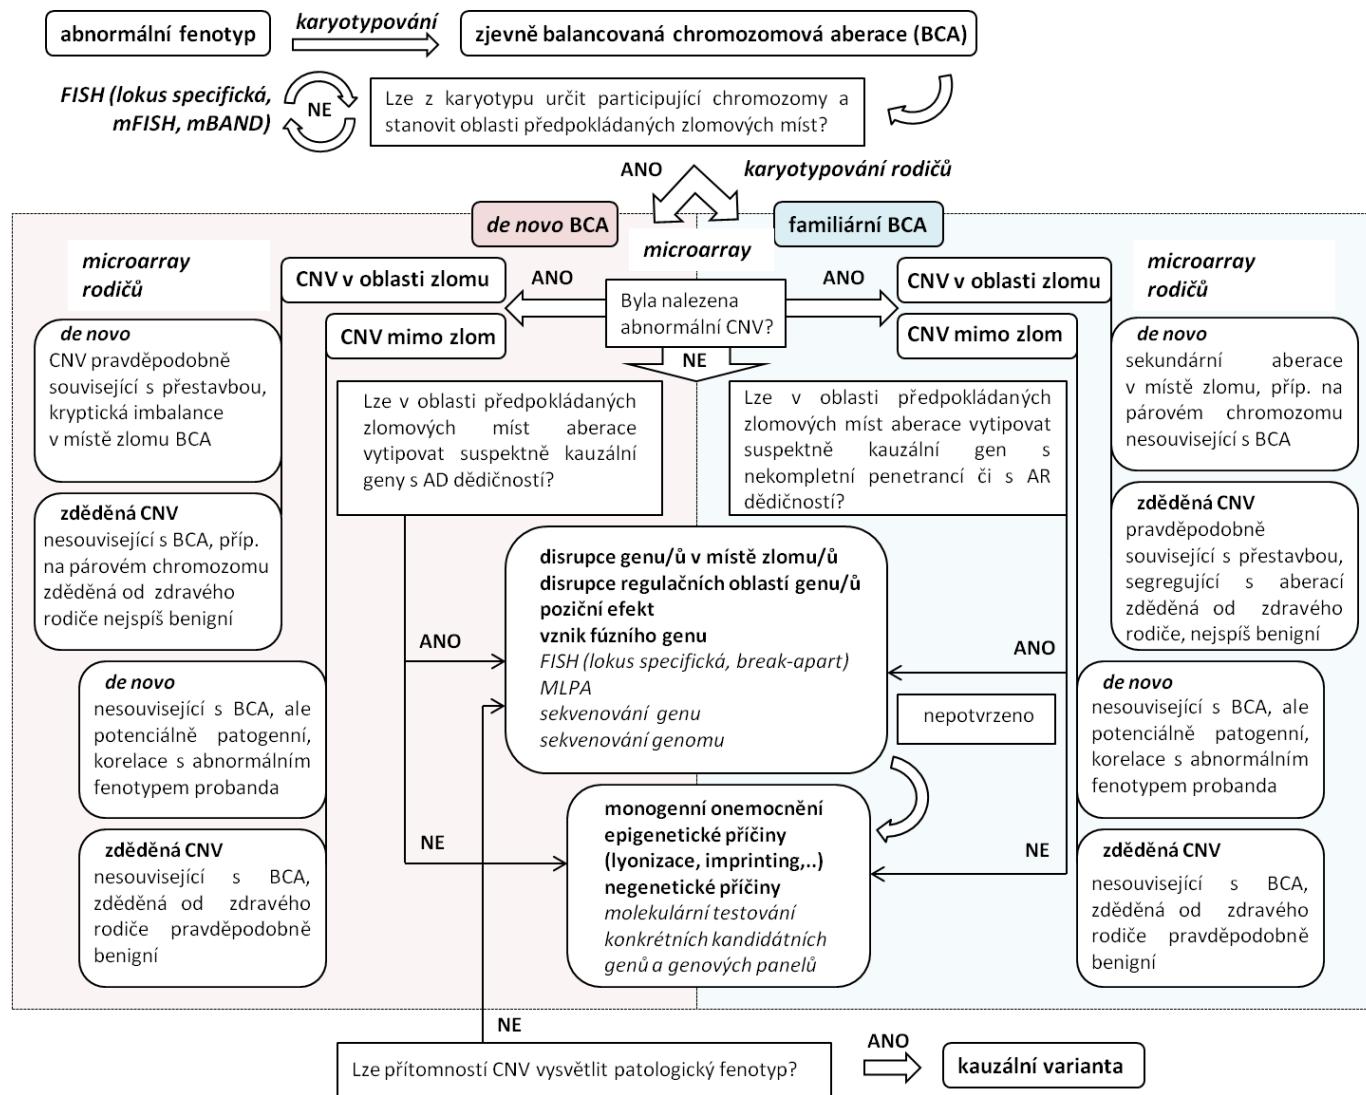 abnormální fenotyp
karyotypování
zjevně balancovaná chromozomová aberace (BCA)
FISH (lokus specifická,
mFISH, mBAND)
NE
Lze z karyotypu určit participující chromozomy a
stanovit oblasti předpokládaných zlomových míst?
ANO
karyotypování rodičů
de novo BCA
familiární BCA
microarray
microarray
rodičů
CNV v oblasti zlomu
ANO
Byla nalezena
abnormální CNV?
ANO
CNV v oblasti zlomu
microarray
rodičů
CNV mimo zlom
NE
CNV mimo zlom
de novo
CNV pravděpodobně
související s přestavbou,
kryptická imbalance
v místě zlomu BCA
zděděná CNV
nesouvisející s BCA, příp.
na párovém chromozomu
zděděná od zdravého
rodiče nejspíš benigní
de novo
nesouvisející s BCA, ale
potenciálně patogenní,
korelace s abnormálním
fenotypem probanda
zděděná CNV
nesouvisející s BCA,
zděděná od zdravého
rodiče pravděpodobně
benigní
Lze v oblasti předpokládaných
zlomových míst aberace
vytipovat suspektně kauzální
geny s AD dědičností?
Lze v oblasti předpokládaných
zlomových míst aberace vytipovat
suspektně kauzální gen s
nekompletní penetrancí či s AR
dědičností?
de novo
sekundární aberace
v místě zlomu, příp. na
párovém chromozomu
nesouvisející s BCA
zděděná CNV
pravděpodobně
související s přestavbou,
segregující s aberací
zděděná od zdravého
rodiče, nejspíš benigní
de novo
nesouvisející s BCA, ale
potenciálně patogenní,
korelace s abnormálním
fenotypem probanda
zděděná CNV
nesouvisející s BCA,
zděděná od zdravého
rodiče pravděpodobně
benigní
disrupce genu/ů v místě zlomu/ů
disrupce regulačních oblastí genu/ů
poziční efekt
vznik fúzního genu
FISH (lokus specifická, break-apart)
MLPA
sekvenování genu
sekvenování genomu
ANO
ANO
nepotvrzeno
monogenní onemocnění
epigenetické příčiny
(lyonizace, imprinting,..)
negenetické příčiny
molekulární testování
konkrétních kandidátních
genů a genových panelů
NE
NE
NE
Lze přítomností CNV vysvětlit patologický fenotyp?
ANO
kauzální varianta